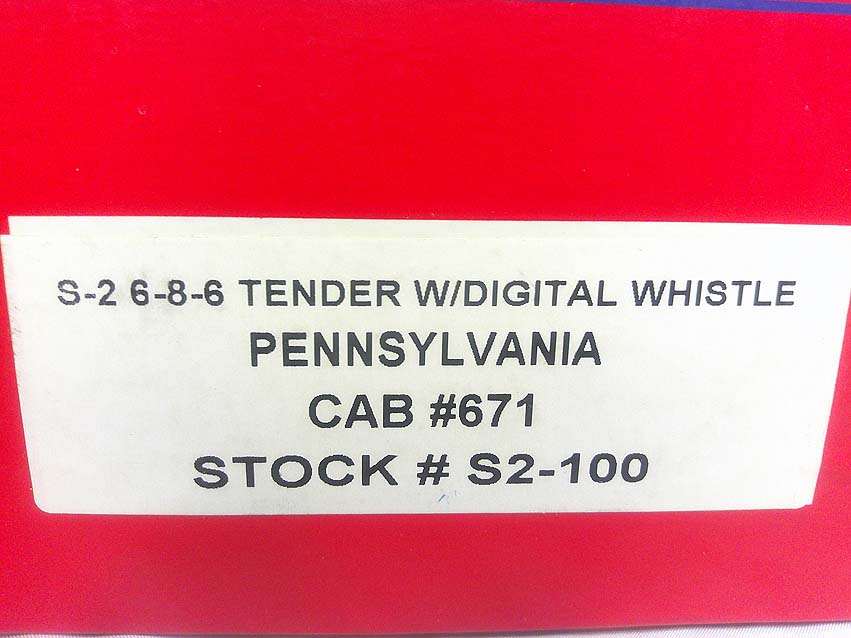 S-2 6-8-6 TENDER W/DIGITAL WHISTLE
PENNSYLVANIA
CAB #671
STOCK # S2-100